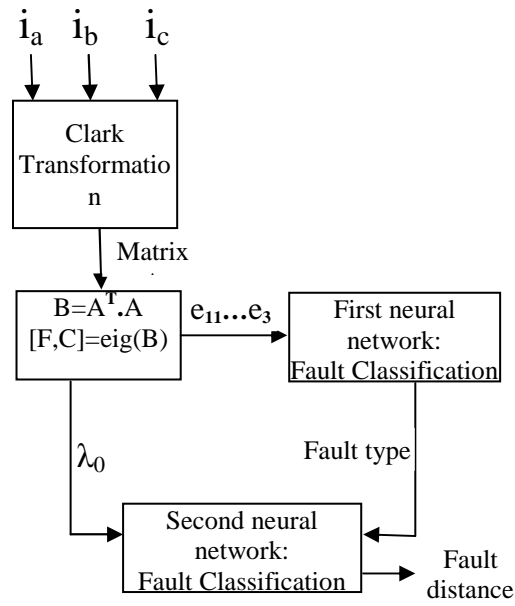 i_a i_b i_c
Clark
Transformatio
n
Matrix
B=A^T.A
[F,C]=eig(B)
e_11...e_3
First neural
network:
Fault Classification
λ_0
Fault type
Second neural
network:
Fault Classification
Fault
distance